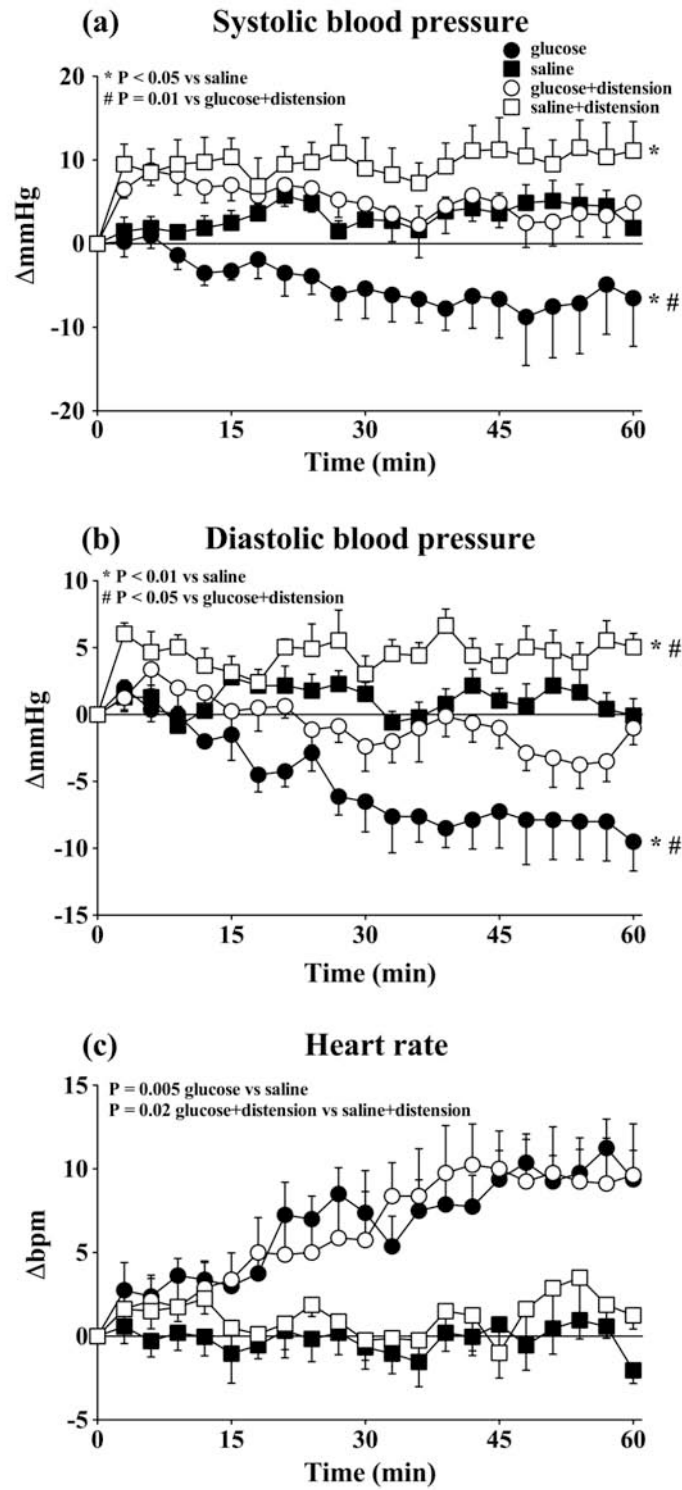 (a) Systolic blood pressure
* P < 0.05 vs saline
# P = 0.01 vs glucose+distension
glucose
saline
glucose+distension
saline+distension
20
10
0
-10
-20
ΔmmHg
*
* #
0 15 30 45 60
Time (min)
(b) Diastolic blood pressure
* P < 0.01 vs saline
# P < 0.05 vs glucose+distension
10
5
0
-5
-10
-15
ΔmmHg
* #
* #
0 15 30 45 60
Time (min)
(c) Heart rate
P = 0.005 glucose vs saline
P = 0.02 glucose+distension vs saline+distension
15
10
5
0
-5
Δbpm
0 15 30 45 60
Time (min)